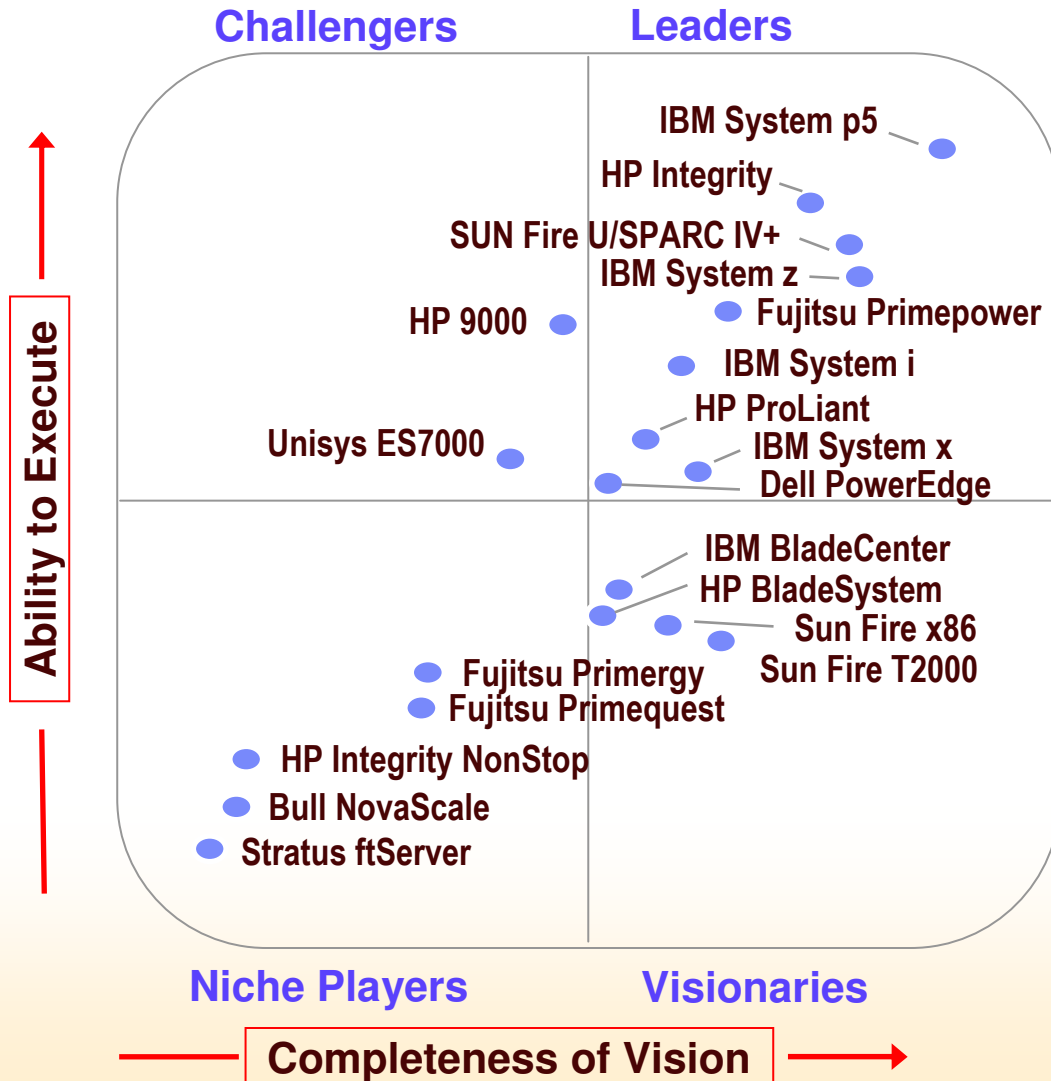 Challengers
Leaders
IBM System p5
HP Integrity
SUN Fire U/SPARC IV+
IBM System z
HP 9000
Fujitsu Primepower
IBM System i
HP ProLiant
Unisys ES7000
IBM System x
Dell PowerEdge
Ability to Execute
IBM BladeCenter
HP BladeSystem
Sun Fire x86
Sun Fire T2000
Fujitsu Primergy
Fujitsu Primequest
HP Integrity NonStop
Bull NovaScale
Stratus ftServer
Niche Players
Visionaries
Completeness of Vision